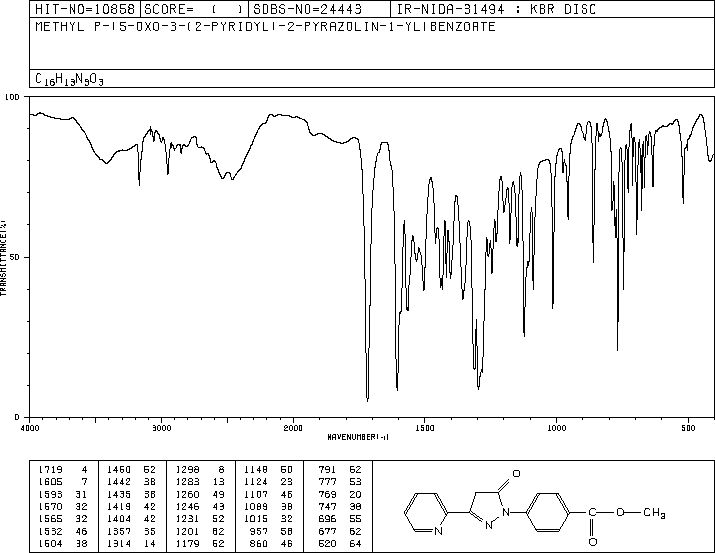 HIT-NO=10858 SCORE= ( ) SDBS-NO=24443 IR-NIDA-31494 : KBR DISC
METHYL P-(5-OXO-3-(2-PYRIDYL)-2-PYRAZOLIN-1-YL)BENZOATE
C16H13N3O3
100
50
0
TRANSMITTANCE(%)
4000 3000 2000 1500 1000 500
WAVENUMBER(-1)
1719 4 1460 52 1298 8 1148 50 791 62
1605 7 1442 38 1283 13 1124 23 777 53
1593 31 1435 38 1260 49 1107 46 769 20
1570 32 1419 42 1246 43 1089 38 747 38
1565 32 1404 42 1231 52 1015 32 696 55
1532 46 1357 35 1201 62 957 58 677 62
1504 38 1314 14 1179 52 860 46 520 64
O
N
N
N
C
O
O
CH3